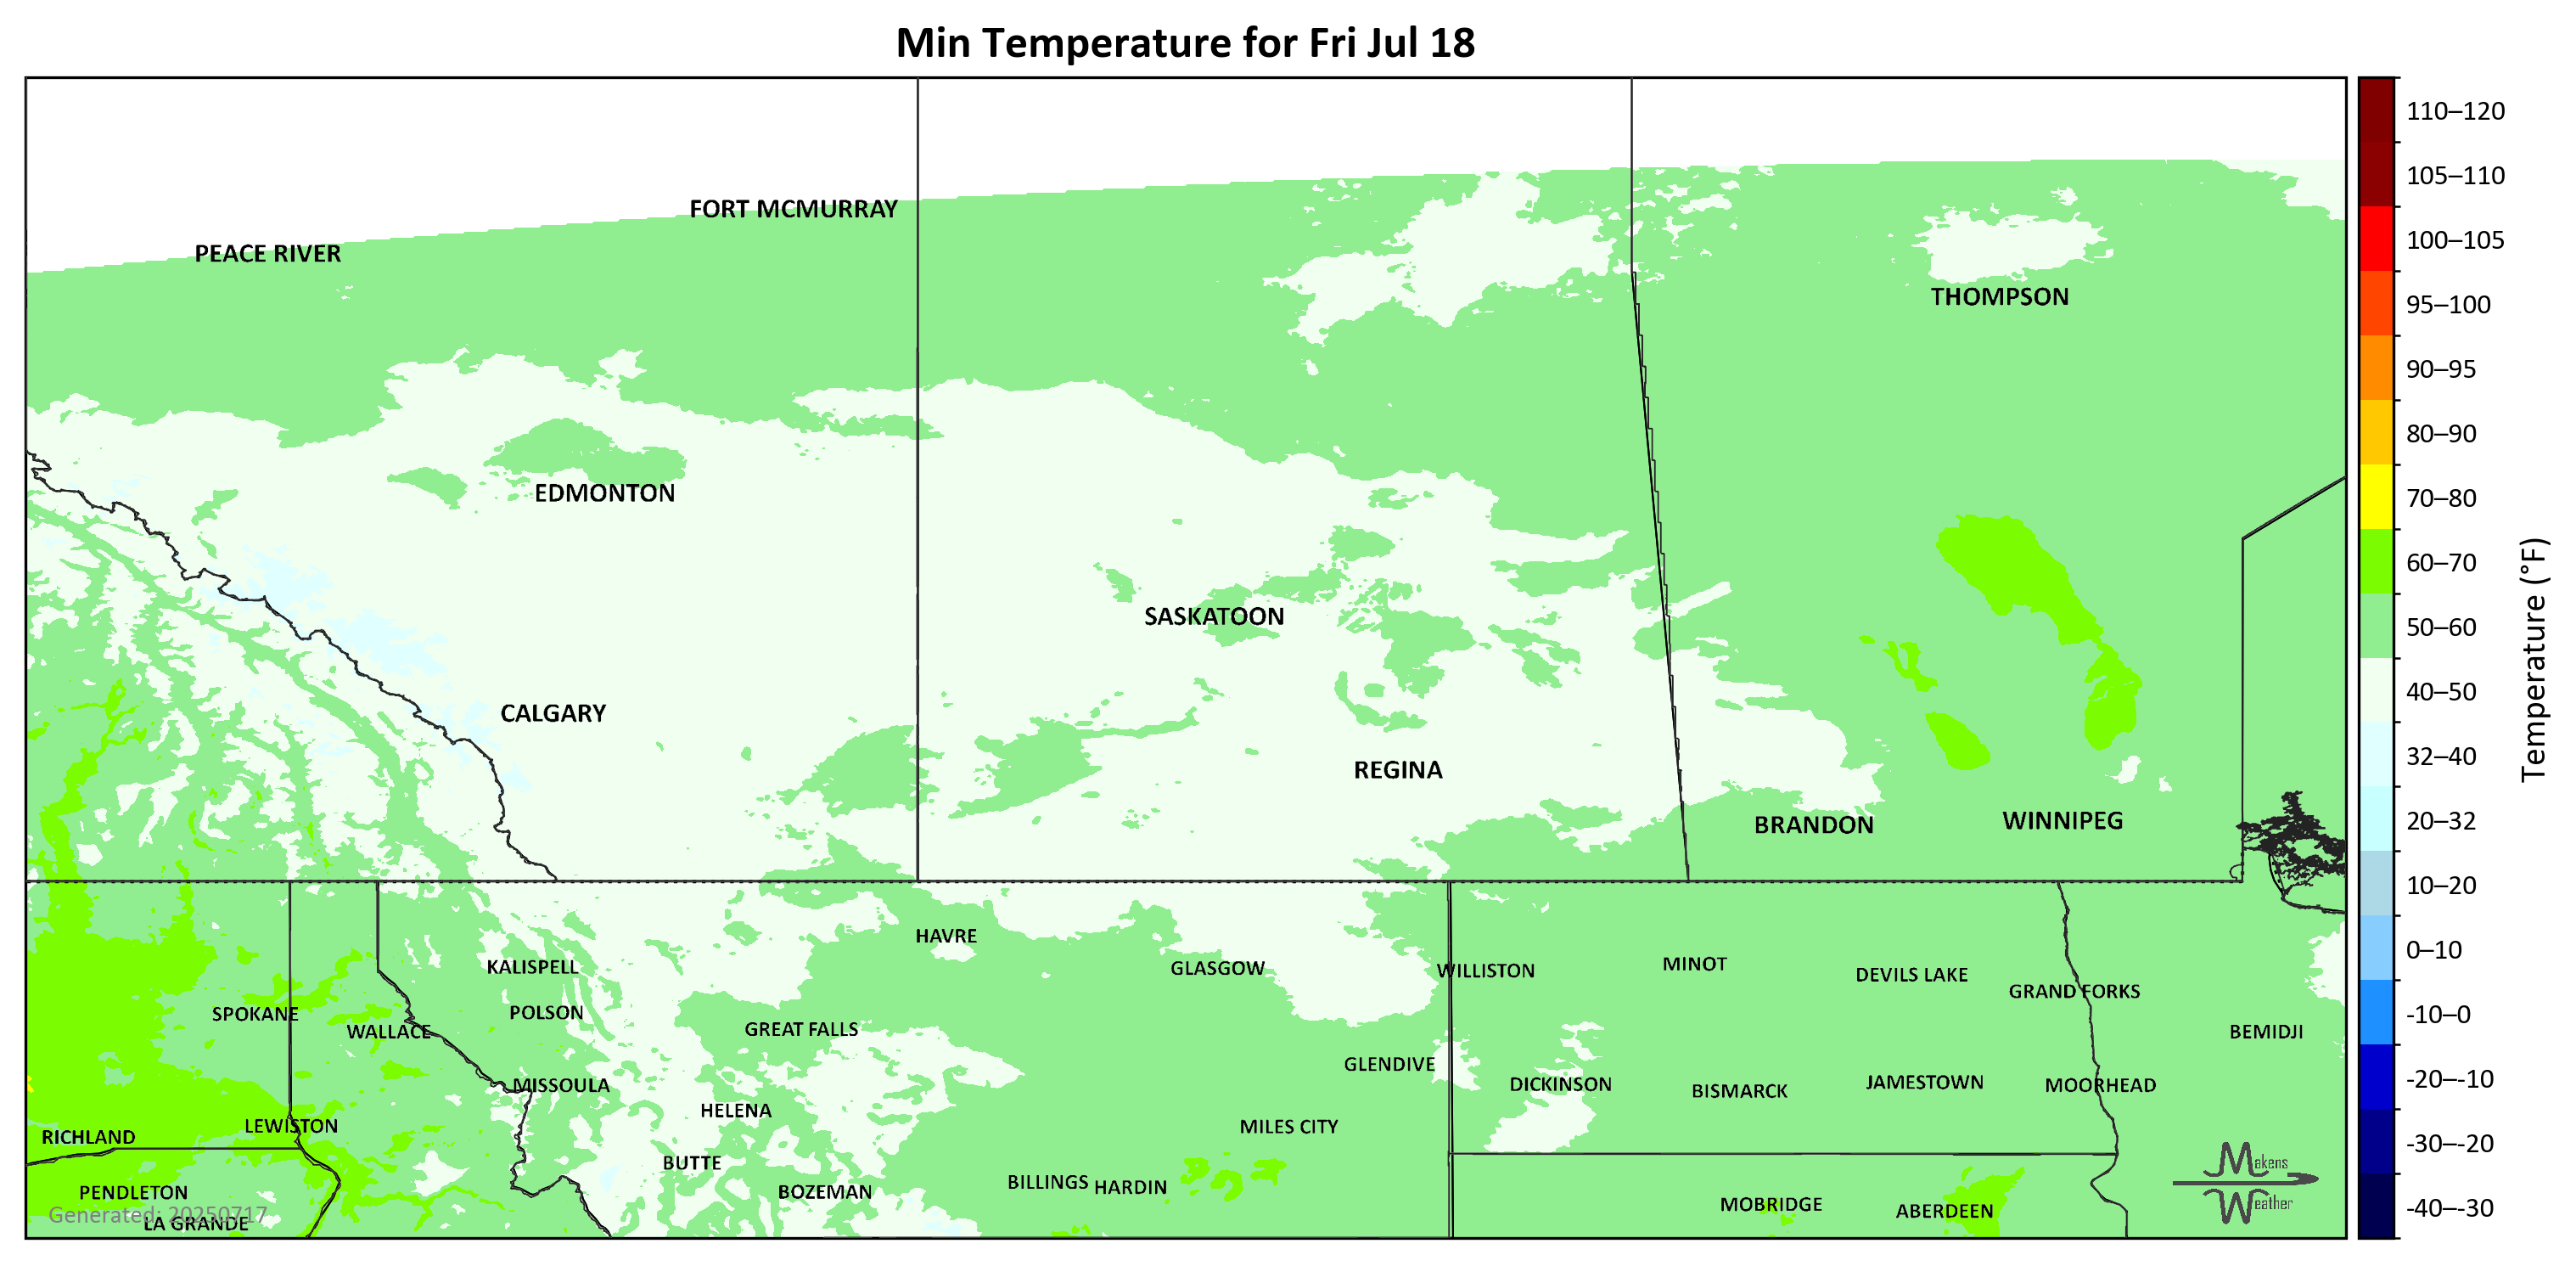 Min Temperature for Fri Jul 18
FORT MCMURRAY
PEACE RIVER
THOMPSON
EDMONTON
SASKATOON
CALGARY
REGINA
BRANDON
WINNIPEG
HAVRE
KALISPELL
GLASGOW
WILLISTON
MINOT
DEVILS LAKE
GRAND FORKS
SPOKANE
POLSON
WALLACE
GREAT FALLS
BEMIDJI
GLENDIVE
MISSOULA
DICKINSON
BISMARCK
JAMESTOWN
MOORHEAD
HELENA
LEWISTON
MILES CITY
RICHLAND
BUTTE
PENDLETON
BOZEMAN
BILLINGS
HARDIN
MOBRIDGE
ABERDEEN
Generated: 20250717
LA GRANDE
Makens
Weather
110–120
105–110
100–105
95–100
90–95
80–90
70–80
60–70
50–60
40–50
32–40
20–32
10–20
0–10
-10–0
-20–-10
-30–-20
-40–-30
Temperature (°F)